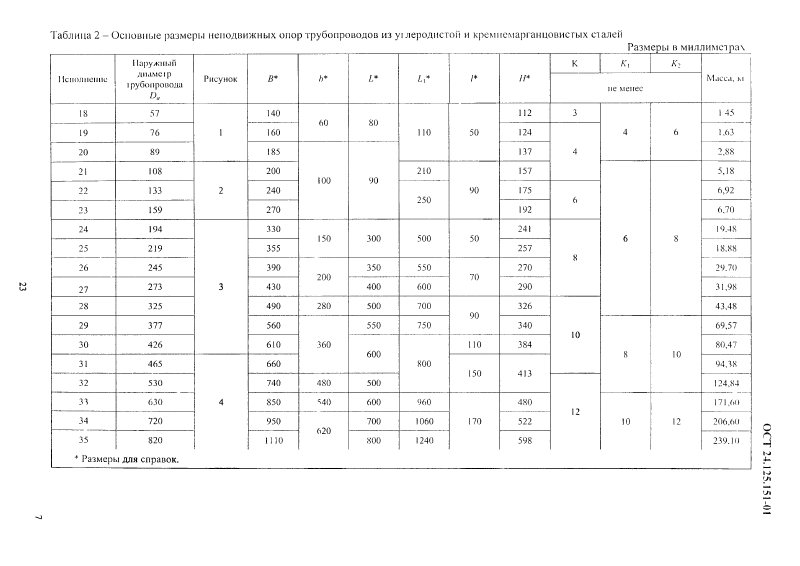 Таблица 2 – Основные размеры неподвижных опор трубопроводов из углеродистой и кремнемарганцовистых сталей
Размеры в миллиметрах
Исполнение | Наружный диаметр трубопровода Dн | Рисунок | B* | b* | L* | L1* | l* | H* | K | K1 | K2 | Масса, кг
не менее
18 | 57 | 1 | 140 | 60 | 80 | 110 | 50 | 112 | 3 | 4 | 6 | 1 45
19 | 76 | 160 | 124 | 4 | 1,63
20 | 89 | 185 | 100 | 90 | 137 | 2,88
21 | 108 | 2 | 200 | 210 | 90 | 157 | 6 | 8 | 5,18
22 | 133 | 240 | 250 | 175 | 6 | 6,92
23 | 159 | 270 | 192 | 6,70
24 | 194 | 3 | 330 | 150 | 300 | 500 | 50 | 241 | 8 | 19,48
25 | 219 | 355 | 257 | 18,88
26 | 245 | 390 | 200 | 350 | 550 | 70 | 270 | 29,70
27 | 273 | 430 | 400 | 600 | 290 | 31,98
28 | 325 | 490 | 280 | 500 | 700 | 90 | 326 | 10 | 43,48
29 | 377 | 560 | 360 | 550 | 750 | 340 | 8 | 10 | 69,57
30 | 426 | 610 | 600 | 800 | 110 | 384 | 80,47
31 | 465 | 4 | 660 | 150 | 413 | 94,38
32 | 530 | 740 | 480 | 500 | 12 | 124,84
33 | 630 | 850 | 540 | 600 | 960 | 170 | 480 | 10 | 12 | 171,60
34 | 720 | 950 | 620 | 700 | 1060 | 522 | 206,60
35 | 820 | 1110 | 800 | 1240 | 598 | 239,10
* Размеры для справок.
23
7
ОСТ 24.125.151-01